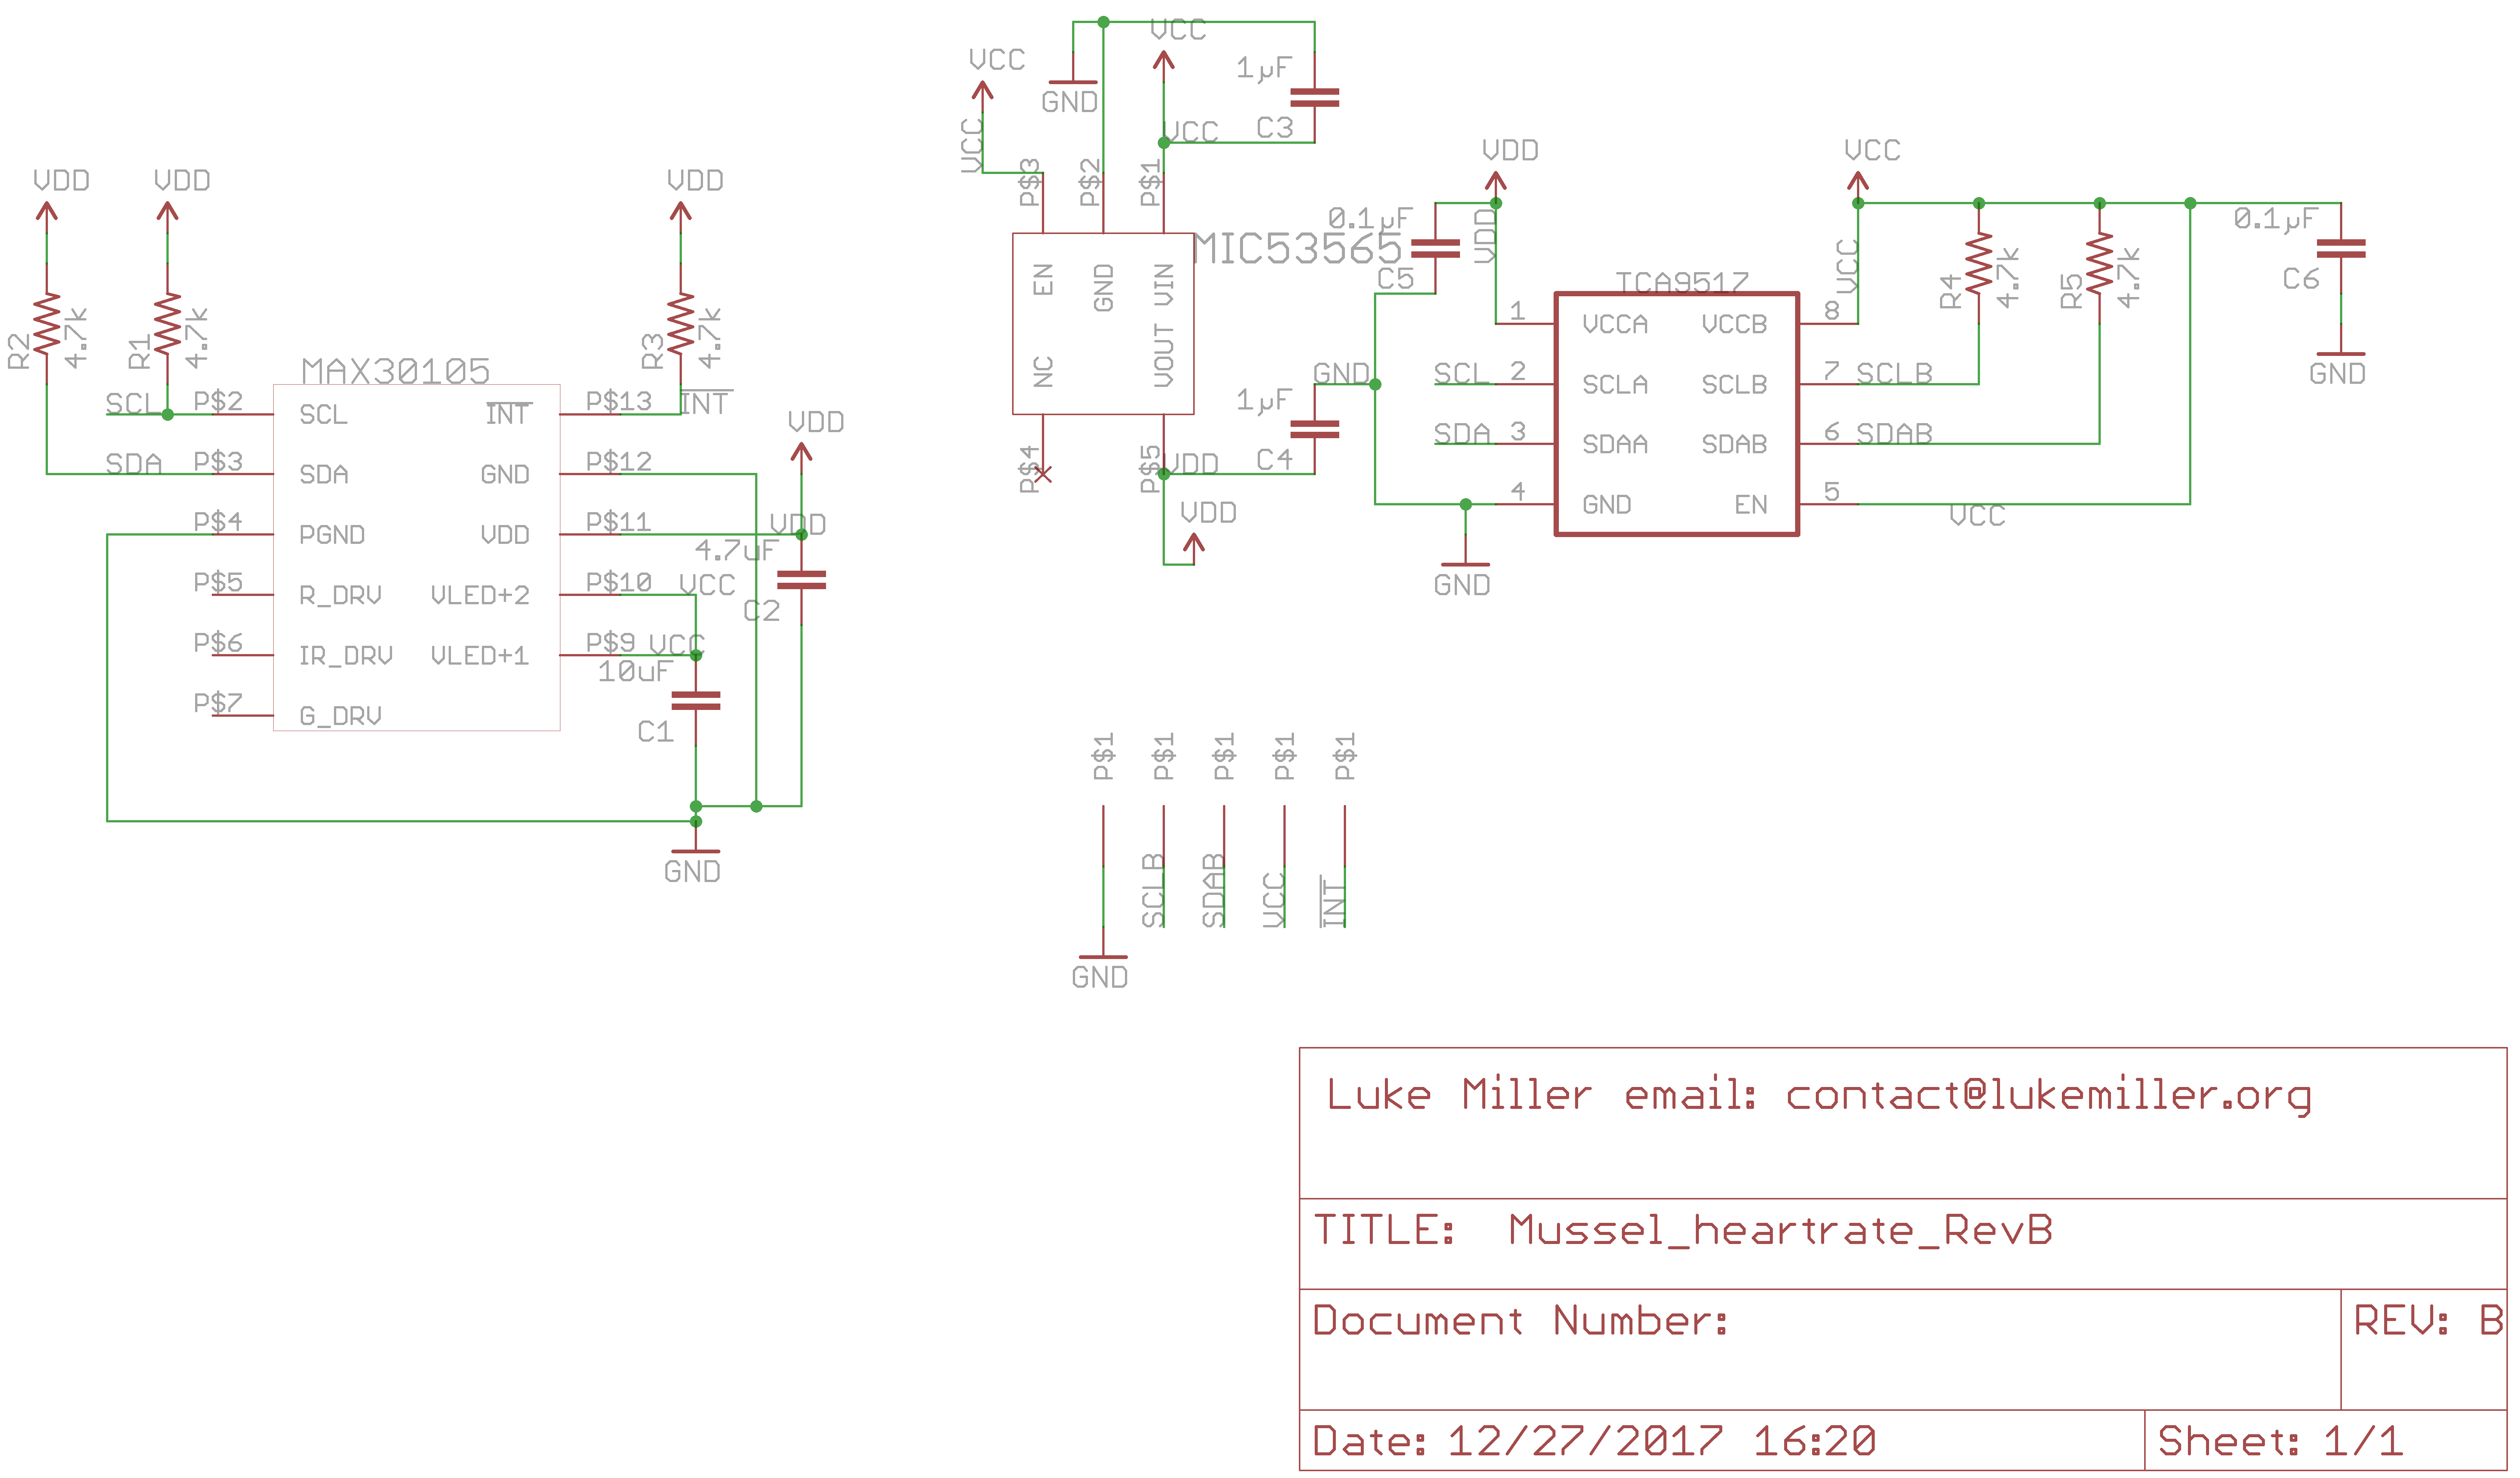 VDD
VDD
VDD
R2
4.7k
R1
4.7k
R3
4.7k
MAX30105
SCL
P$2
SCL
INT
P$13
INT
SDA
P$3
SDA
GND
P$12
VDD
P$4
PGND
VDD
P$11
VDD
4.7uF
C2
P$5
R_DRV
VLED+2
P$10
VCC
P$6
IR_DRV
VLED+1
P$9
VCC
10uF
C1
P$7
G_DRV
GND
VCC
VCC
GND
VCC
1µF
C3
VCC
P$3
P$2
P$1
MIC53565
EN
GND
VIN
NC
VOUT
P$4
P$5
VDD
VDD
1µF
C4
GND
VDD
0.1µF
C5
VDD
TCA9517
1
VCCA
VCCB
8
SCL
2
SCLA
SCLB
7
SCLB
SDA
3
SDAA
SDAB
6
SDAB
4
GND
EN
5
VCC
GND
VCC
VCC
R4
4.7k
R5
4.7k
0.1µF
C6
GND
P$1
P$1
P$1
P$1
P$1
SCLB
SDAB
VCC
INT
GND
Luke Miller email: contact@lukemiller.org
TITLE: Mussel_heartrate_RevB
Document Number:
REV: B
Date: 12/27/2017 16:20
Sheet: 1/1